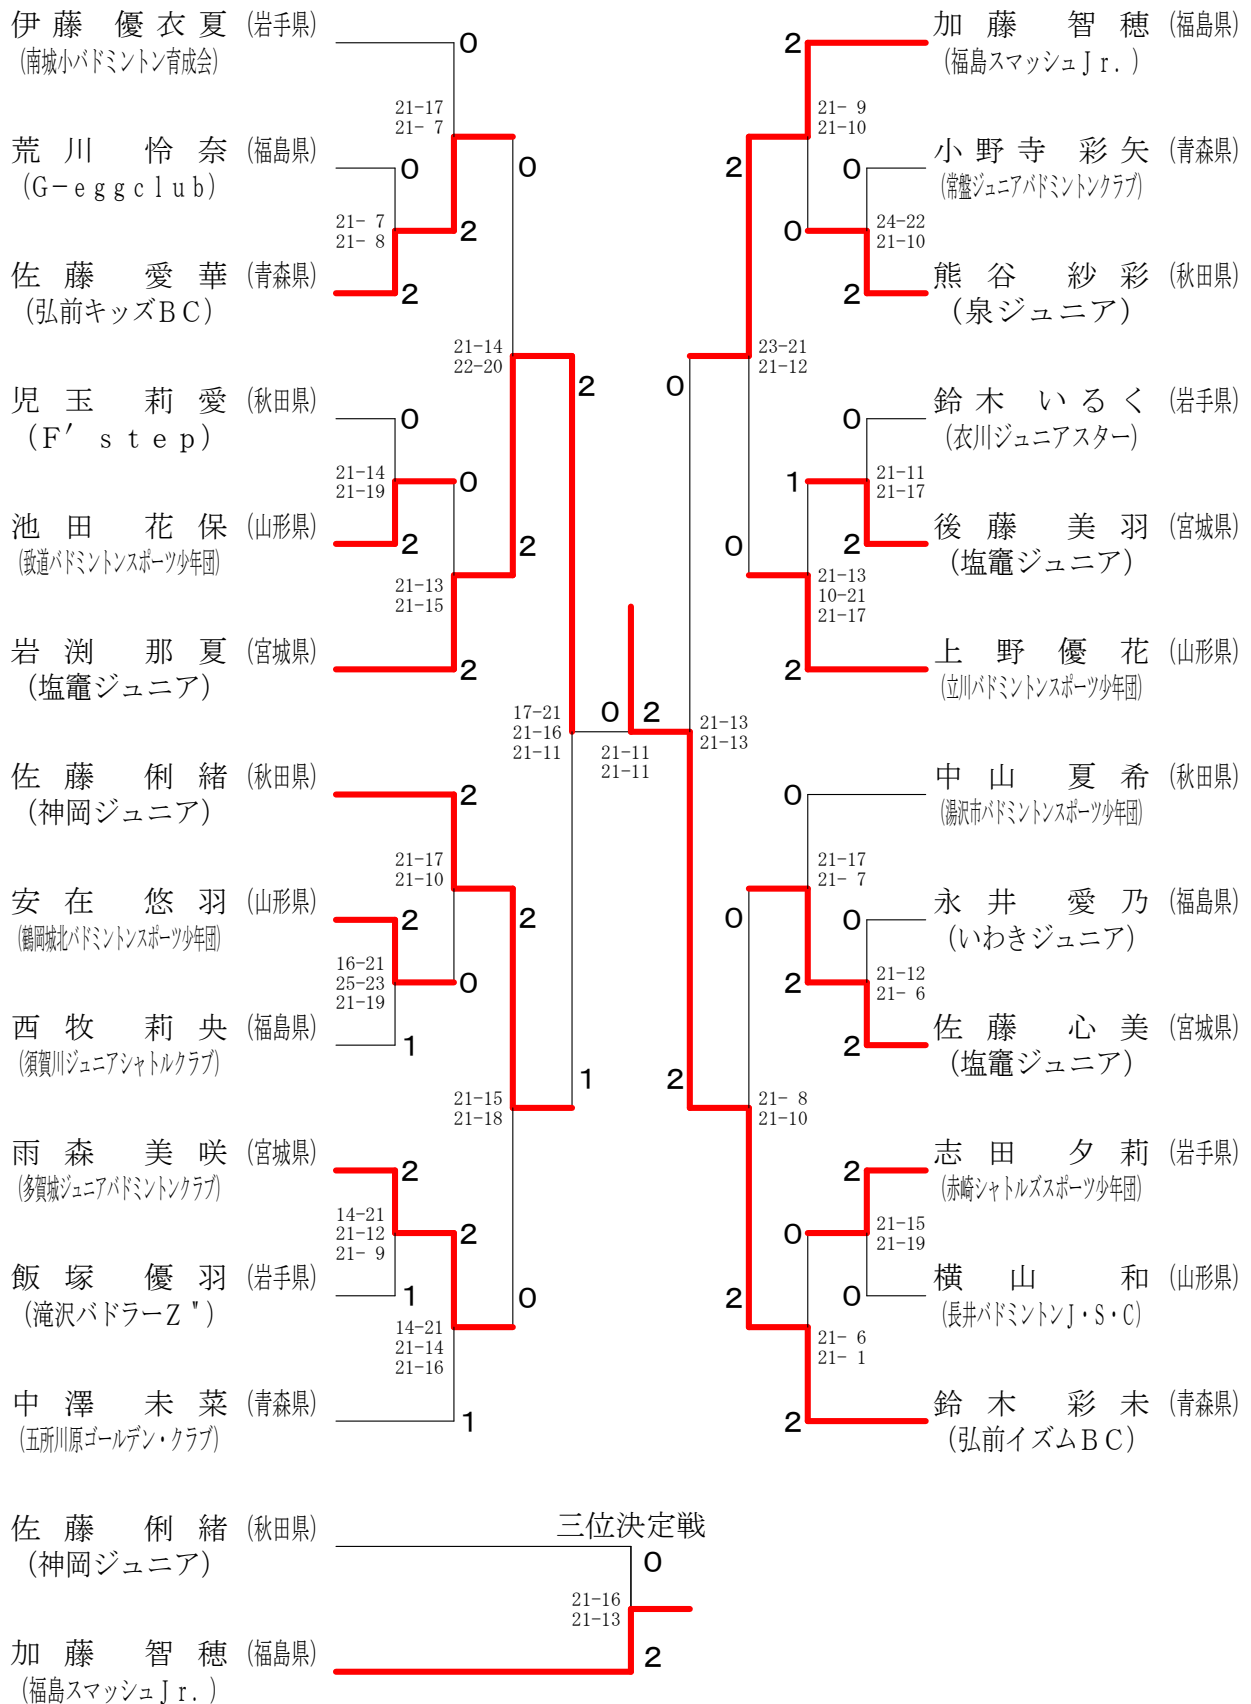 伊藤 優衣夏 (岩手県)
(南城小バドミントン育成会)
0
21-17
21- 7
荒川 怜奈 (福島県)
(G-eggclub)
0
0
21- 7
21- 8
2
佐藤 愛華 (青森県)
(弘前キッズBC)
2
21-14
22-20
2
児玉 莉愛 (秋田県)
(F' step)
0
21-14
21-19
0
池田 花保 (山形県)
(致道バドミントンスポーツ少年団)
2
2
21-13
21-15
岩渕 那夏 (宮城県)
(塩竈ジュニア)
2
17-21
21-16
21-11
0
2
21-11
21-11
佐藤 俐緒 (秋田県)
(神岡ジュニア)
2
21-17
21-10
安在 悠羽 (山形県)
(鶴岡城北バドミントンスポーツ少年団)
2
2
16-21
25-23
21-19
0
西牧 莉央 (福島県)
(須賀川ジュニアシャトルクラブ)
1
1
21-15
21-18
雨森 美咲 (宮城県)
(多賀城ジュニアバドミントンクラブ)
2
14-21
21-12
21- 9
2
飯塚 優羽 (岩手県)
(滝沢バドラーZ")
1
0
14-21
21-14
21-16
中澤 未菜 (青森県)
(五所川原ゴールデン・クラブ)
1
加藤 智穂 (福島県)
(福島スマッシュJr.)
2
21- 9
21-10
小野寺 彩矢 (青森県)
(常盤ジュニアバドミントンクラブ)
0
2
24-22
21-10
0
熊谷 紗彩 (秋田県)
(泉ジュニア)
2
23-21
21-12
0
鈴木 いるく (岩手県)
(衣川ジュニアスター)
0
21-11
21-17
1
後藤 美羽 (宮城県)
(塩竈ジュニア)
2
0
21-13
10-21
21-17
上野 優花 (山形県)
(立川バドミントンスポーツ少年団)
2
21-13
21-13
中山 夏希 (秋田県)
(湯沢市バドミントンスポーツ少年団)
0
21-17
21- 7
永井 愛乃 (福島県)
(いわきジュニア)
0
0
21-12
21- 6
2
佐藤 心美 (宮城県)
(塩竈ジュニア)
2
2
21- 8
21-10
志田 夕莉 (岩手県)
(赤崎シャトルズスポーツ少年団)
2
21-15
21-19
0
横山 和 (山形県)
(長井バドミントンJ・S・C)
0
2
21- 6
21- 1
鈴木 彩未 (青森県)
(弘前イズムBC)
2
三位決定戦
佐藤 俐緒 (秋田県)
(神岡ジュニア)
0
21-16
21-13
加藤 智穂 (福島県)
(福島スマッシュJr.)
2